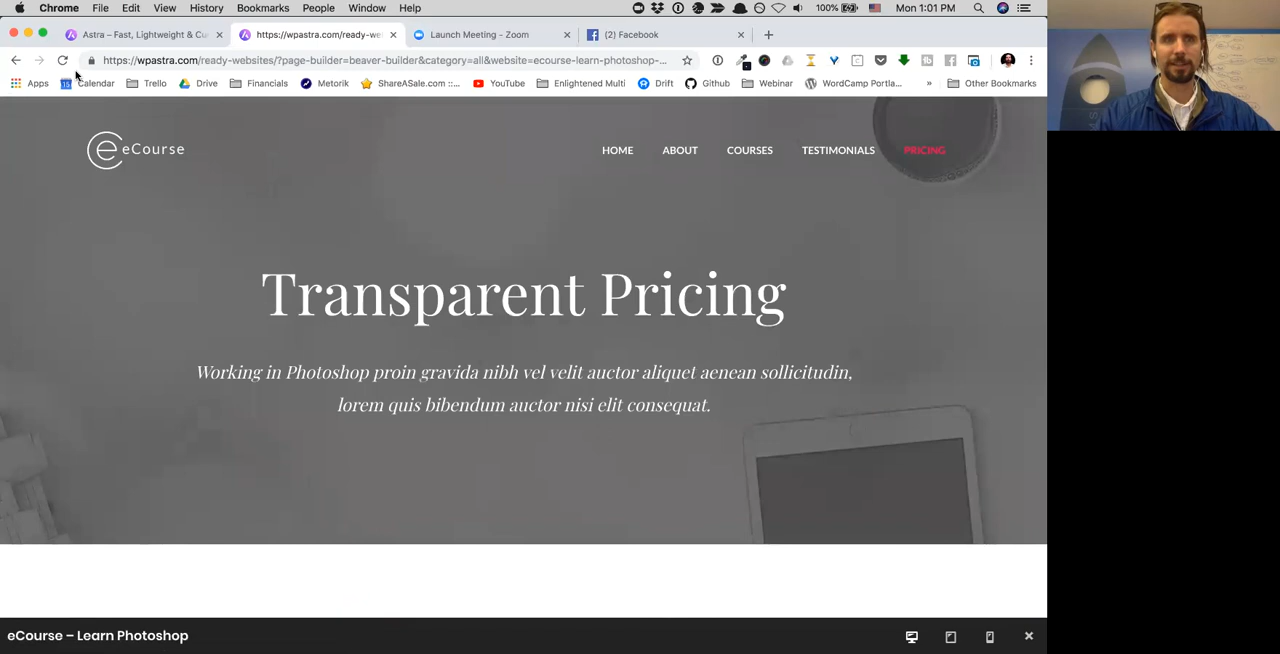 Chrome File Edit View History Bookmarks People Window Help 100% Mon 1:01 PM
Astra – Fast, Lightweight & Cu
https://wpastra.com/ready-we
Launch Meeting - Zoom
(2) Facebook
https://wpastra.com/ready-websites/?page-builder=beaver-builder&category=all&website=ecourse-learn-photoshop-...
Apps 15 Calendar Trello Drive Financials Metorik ShareASale.com ::... YouTube Enlightened Multi Drift Github Webinar WordCamp Portla... » Other Bookmarks
e eCourse
HOME ABOUT COURSES TESTIMONIALS PRICING
Transparent Pricing
Working in Photoshop proin gravida nibh vel velit auctor aliquet aenean sollicitudin,
lorem quis bibendum auctor nisi elit consequat.
eCourse – Learn Photoshop